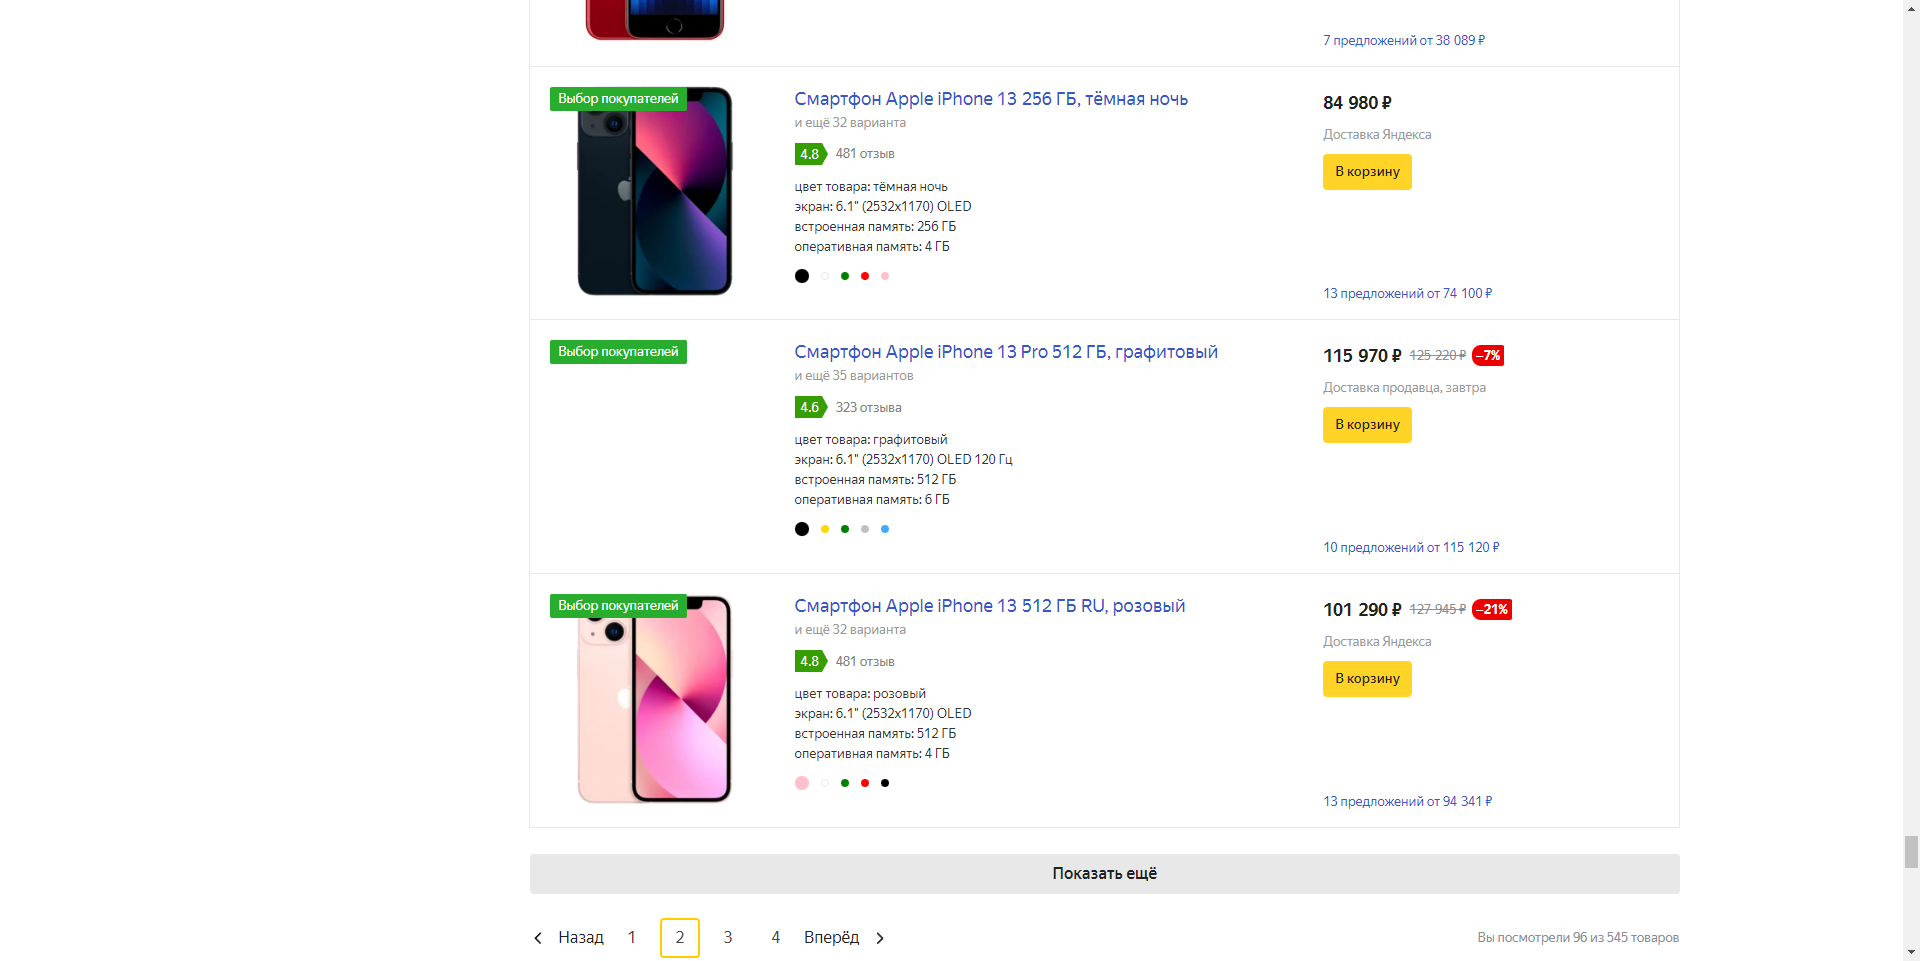 7 предложений от 38 089 ₽
Выбор покупателей
Смартфон Apple iPhone 13 256 ГБ, тёмная ночь
и ещё 32 варианта
4.8 481 отзыв
цвет товара: тёмная ночь
экран: 6.1" (2532x1170) OLED
встроенная память: 256 ГБ
оперативная память: 4 ГБ
84 980 ₽
Доставка Яндекса
В корзину
13 предложений от 74 100 ₽
Выбор покупателей
Смартфон Apple iPhone 13 Pro 512 ГБ, графитовый
и ещё 35 вариантов
4.6 323 отзыва
цвет товара: графитовый
экран: 6.1" (2532x1170) OLED 120 Гц
встроенная память: 512 ГБ
оперативная память: 6 ГБ
115 970 ₽ 125 220 ₽ –7%
Доставка продавца, завтра
В корзину
10 предложений от 115 120 ₽
Выбор покупателей
Смартфон Apple iPhone 13 512 ГБ RU, розовый
и ещё 32 варианта
4.8 481 отзыв
цвет товара: розовый
экран: 6.1" (2532x1170) OLED
встроенная память: 512 ГБ
оперативная память: 4 ГБ
101 290 ₽ 127 945 ₽ –21%
Доставка Яндекса
В корзину
13 предложений от 94 341 ₽
Показать ещё
Назад 1 2 3 4 Вперёд
Вы посмотрели 96 из 545 товаров